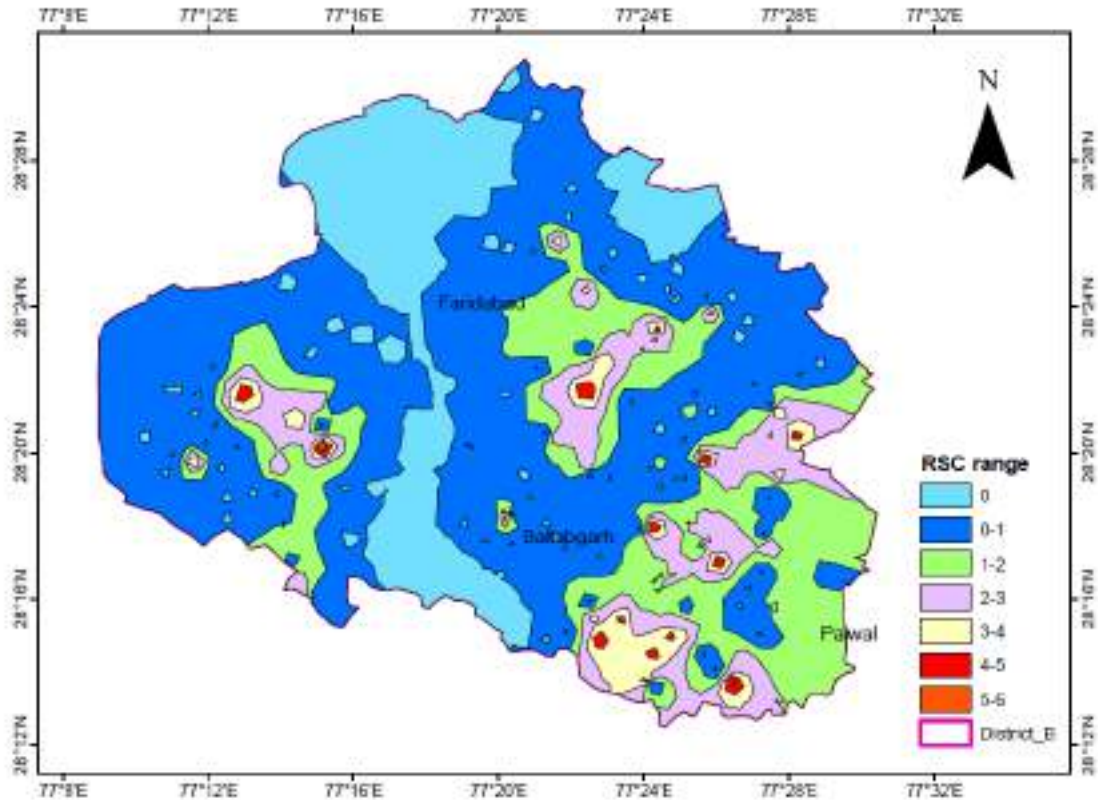 77°8'E 77°12'E 77°16'E 77°20'E 77°24'E 77°28'E 77°32'E
N
28°28'N 28°28'N
28°24'N Faridabad 28°24'N
28°20'N 28°20'N
RSC range
0
0-1
Ballabgarh
1-2
2-3
28°16'N 28°16'N
3-4
Palwal
4-5
5-6
District_B
28°12'N 28°12'N
77°8'E 77°12'E 77°16'E 77°20'E 77°24'E 77°28'E 77°32'E